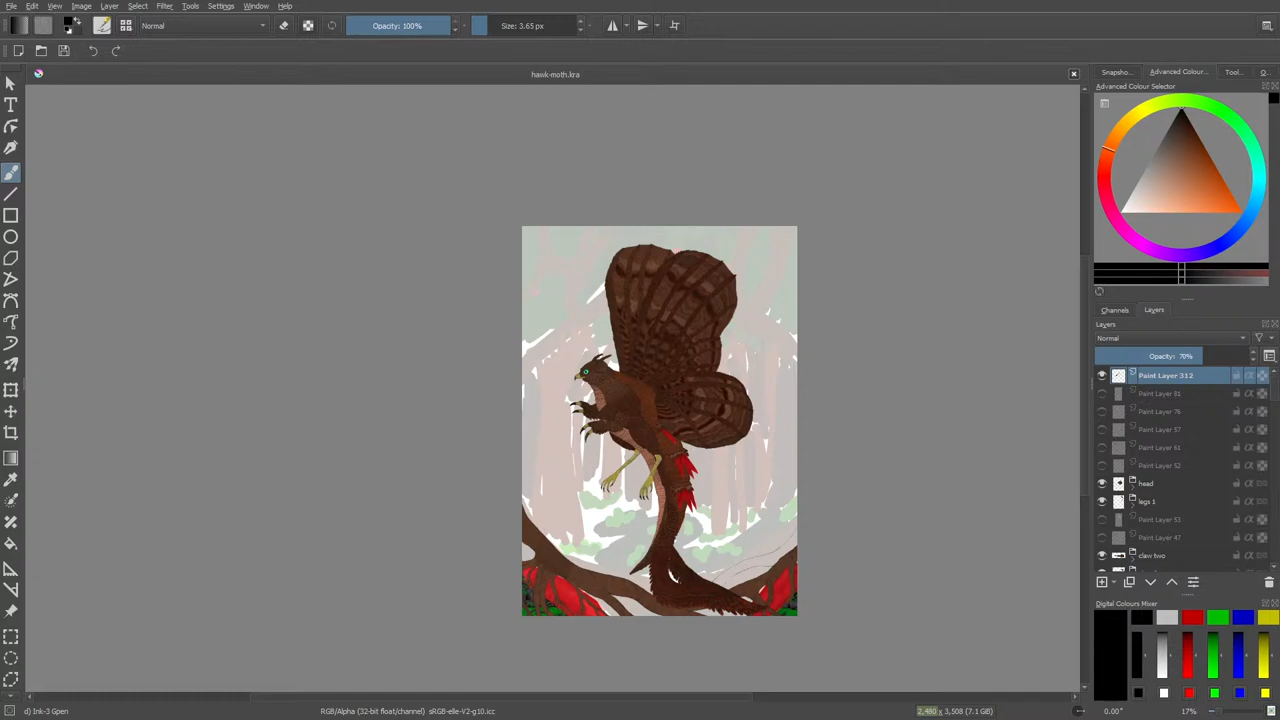 File Edit View Image Layer Select Filter Tools Settings Window Help
Normal Opacity: 100% Size: 3.65 px
hawk-moth.kra
Snapsho... Advanced Colour... Tool... O...
Advanced Colour Selector
Channels Layers
Layers
Normal
Opacity: 70%
Paint Layer 312
Paint Layer 81
Paint Layer 76
Paint Layer 57
Paint Layer 61
Paint Layer 52
head
legs 1
Paint Layer 53
Paint Layer 47
claw two
Digital Colours Mixer
d) Ink-3 Gpen RGB/Alpha (32-bit float/channel) sRGB-elle-V2-g10.icc 2,480 x 3,508 (7.1 GB) 0.00° 17%